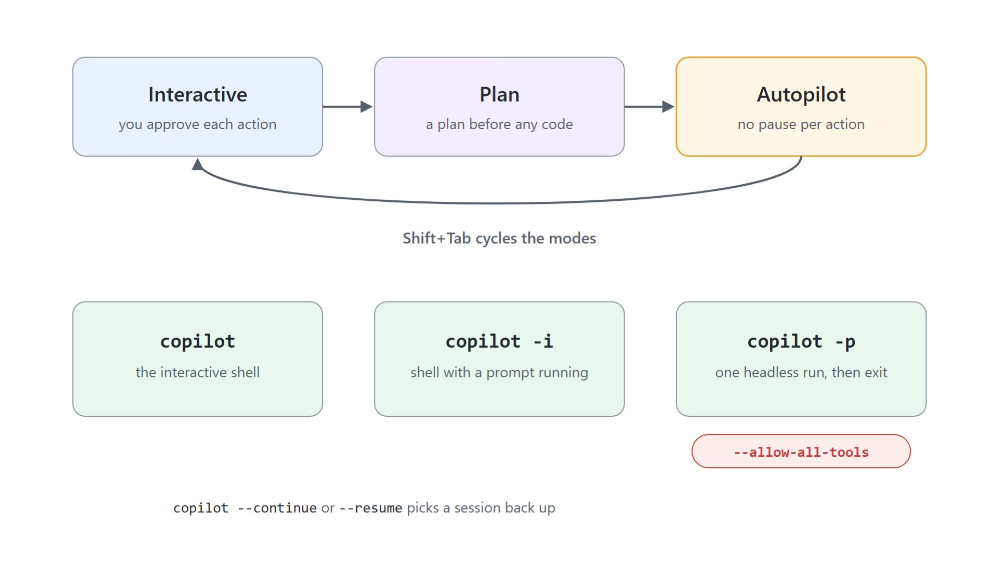 Interactive
you approve each action
Plan
a plan before any code
Autopilot
no pause per action
Shift+Tab cycles the modes
copilot
the interactive shell
copilot -i
shell with a prompt running
copilot -p
one headless run, then exit
--allow-all-tools
copilot --continue or --resume picks a session back up